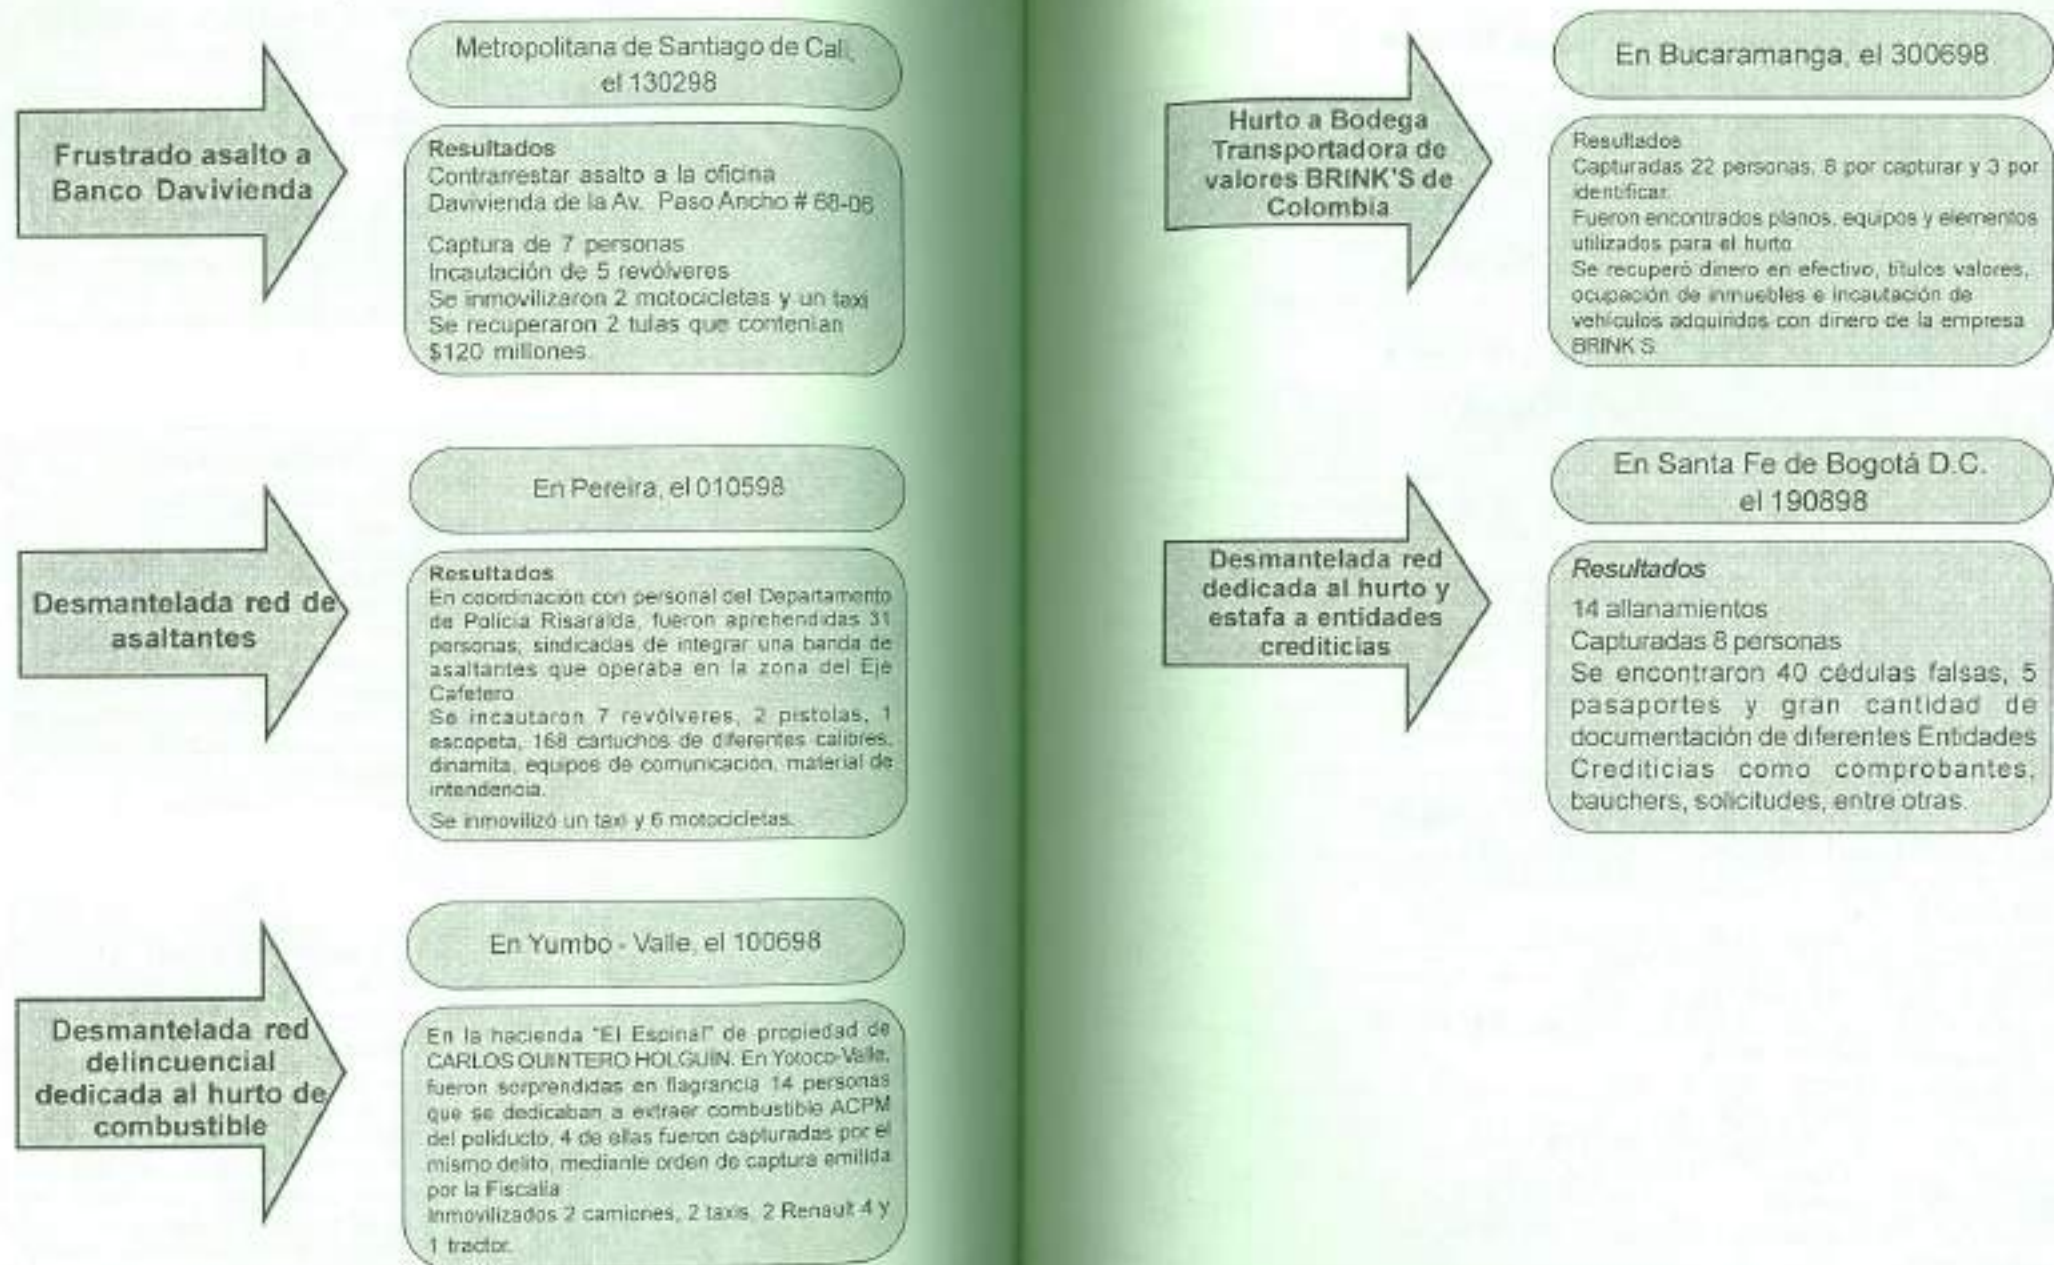 Frustrado asalto a
Banco Davivienda
Metropolitana de Santiago de Cali,
el 130298
Resultados
Contrarrestar asalto a la oficina
Davivienda de la Av. Paso Ancho # 68-06
Captura de 7 personas
Incautación de 5 revólveres
Se inmovilizaron 2 motocicletas y un taxi
Se recuperaron 2 tulas que contenían
$120 millones.
Desmantelada red de
asaltantes
En Pereira, el 010598
Resultados
En coordinación con personal del Departamento
de Policía Risaralda, fueron aprehendidas 31
personas, sindicadas de integrar una banda de
asaltantes que operaba en la zona del Eje
Cafetero
Se incautaron 7 revólveres, 2 pistolas, 1
escopeta, 168 cartuchos de diferentes calibres,
dinamita, equipos de comunicación, material de
intendencia.
Se inmovilizó un taxi y 6 motocicletas.
Desmantelada red
delincuencial
dedicada al hurto de
combustible
En Yumbo - Valle, el 100698
En la hacienda "El Espinal" de propiedad de
CARLOS QUINTERO HOLGUIN. En Yotoco-Valle,
fueron sorprendidas en flagrancia 14 personas
que se dedicaban a extraer combustible ACPM
del poliducto, 4 de ellas fueron capturadas por el
mismo delito, mediante orden de captura emitida
por la Fiscalía
Inmovilizados 2 camiones, 2 taxis, 2 Renault 4 y
1 tractor.
Hurto a Bodega
Transportadora de
valores BRINK'S de
Colombia
En Bucaramanga, el 300698
Resultados
Capturadas 22 personas, 8 por capturar y 3 por
identificar.
Fueron encontrados planos, equipos y elementos
utilizados para el hurto
Se recuperó dinero en efectivo, títulos valores,
ocupación de inmuebles e incautación de
vehículos adquiridos con dinero de la empresa
BRINK S
Desmantelada red
dedicada al hurto y
estafa a entidades
crediticias
En Santa Fe de Bogotá D.C.
el 190898
Resultados
14 allanamientos
Capturadas 8 personas
Se encontraron 40 cédulas falsas, 5
pasaportes y gran cantidad de
documentación de diferentes Entidades
Crediticias como comprobantes,
bauchers, solicitudes, entre otras.